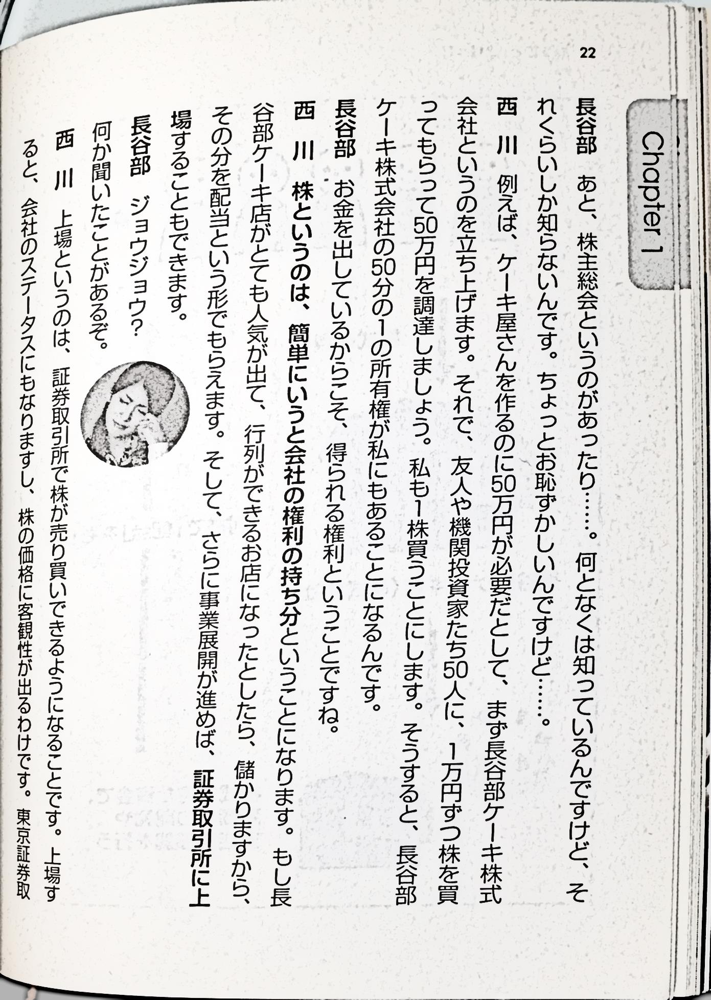 22
Chapter 1
長谷部　あと、株主総会というのがあったり……。何となくは知っているんですけど、そ
れくらいしか知らないんです。ちょっとお恥ずかしいんですけど……。
西　川　例えば、ケーキ屋さんを作るのに50万円が必要だとして、まず長谷部ケーキ株式
会社というのを立ち上げます。それで、友人や機関投資家たち50人に、1万円ずつ株を買
ってもらって50万円を調達しましょう。私も1株買うことにします。そうすると、長谷部
ケーキ株式会社の50分の1の所有権が私にもあることになるんです。
長谷部　お金を出しているからこそ、得られる権利ということですね。
西　川　株というのは、簡単にいうと会社の権利の持ち分ということになります。もし長
谷部ケーキ店がとても人気が出て、行列ができるお店になったとしたら、儲かりますから、
その分を配当という形でもらえます。そして、さらに事業展開が進めば、証券取引所に上
場することもできます。
長谷部　ジョウジョウ？
何か聞いたことがあるぞ。
西　川　上場というのは、証券取引所で株が売り買いできるようになることです。上場す
ると、会社のステータスにもなりますし、株の価格に客観性が出るわけです。東京証券取